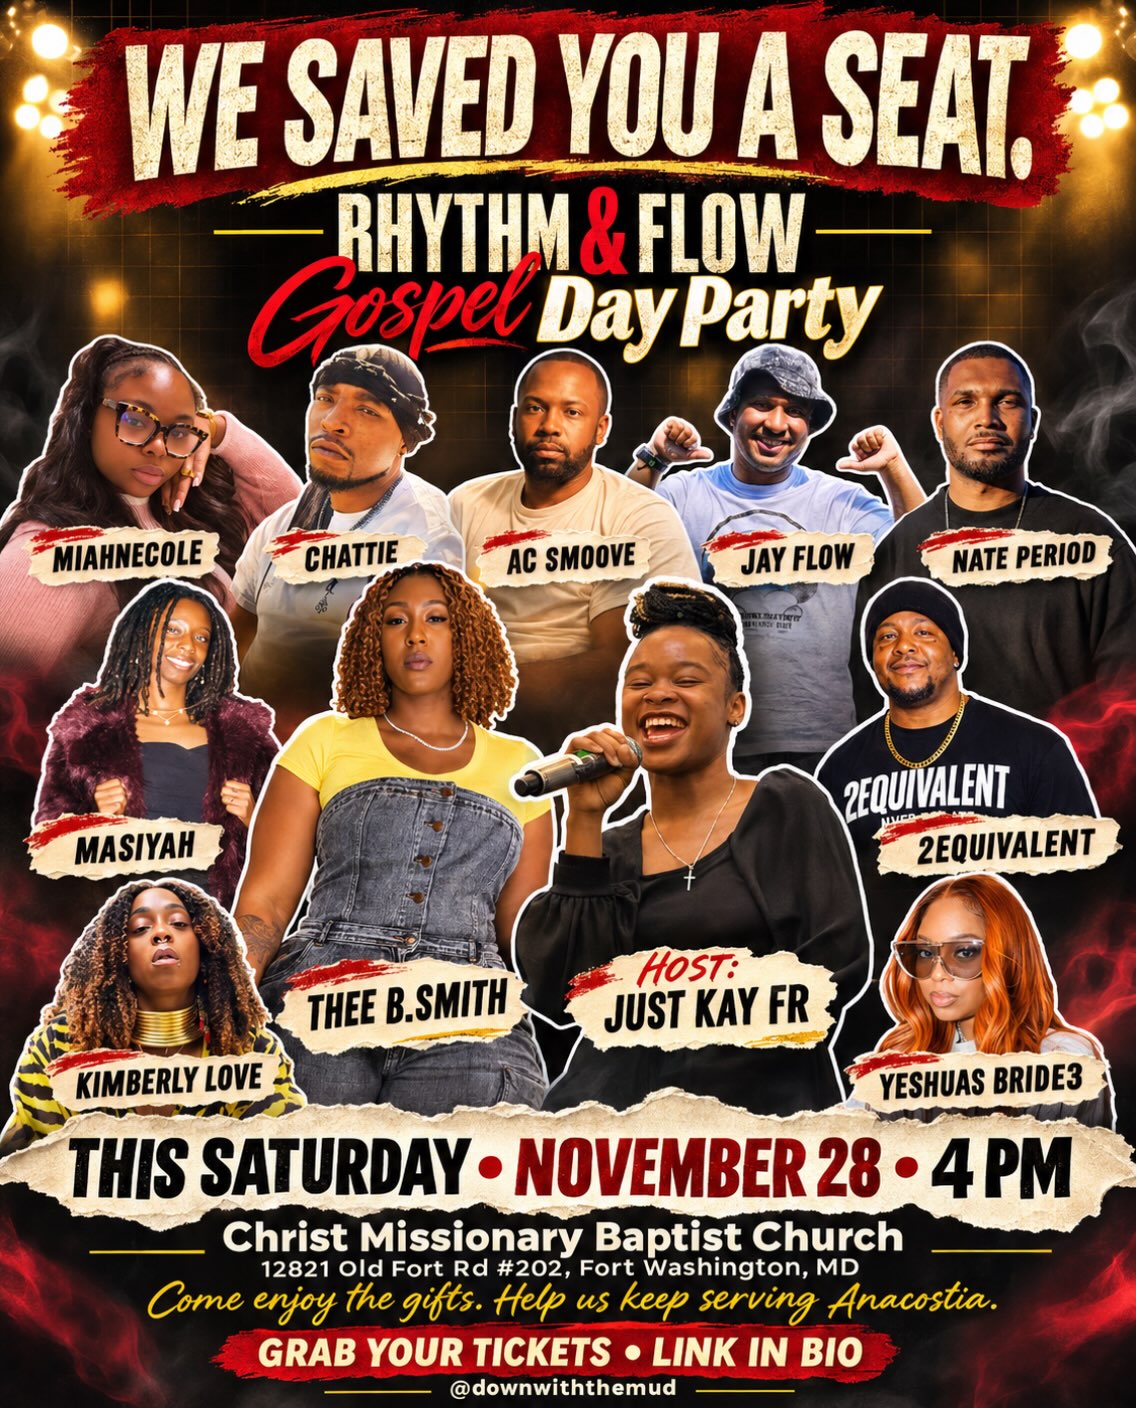 WE SAVED YOU A SEAT.
RHYTHM & FLOW
Gospel Day Party
MIAHNECOLE
CHATTIE
AC SMOOVE
JAY FLOW
NATE PERIOD
MASIYAH
2EQUIVALENT
2EQUIVALENT
THEE B.SMITH
HOST:
JUST KAY FR
KIMBERLY LOVE
YESHUAS BRIDE3
THIS SATURDAY • NOVEMBER 28 • 4 PM
Christ Missionary Baptist Church
12821 Old Fort Rd #202, Fort Washington, MD
Come enjoy the gifts. Help us keep serving Anacostia.
GRAB YOUR TICKETS • LINK IN BIO
@downwiththemud